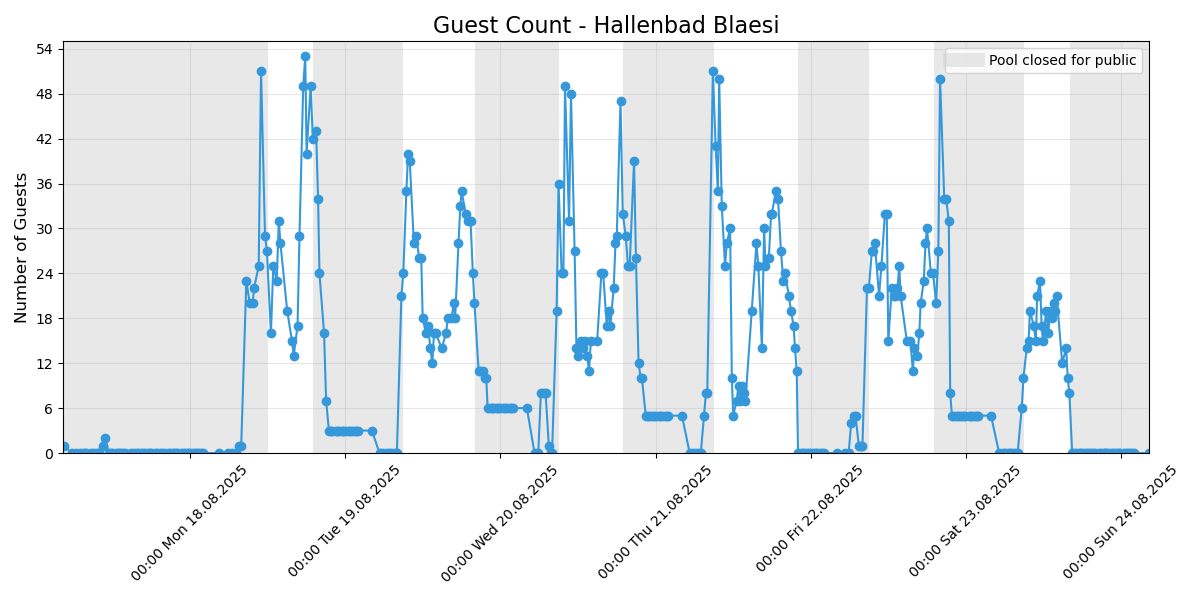 Guest Count - Hallenbad Blaesi
Pool closed for public
Number of Guests
54
48
42
36
30
24
18
12
6
0
00:00 Mon 18.08.2025
00:00 Tue 19.08.2025
00:00 Wed 20.08.2025
00:00 Thu 21.08.2025
00:00 Fri 22.08.2025
00:00 Sat 23.08.2025
00:00 Sun 24.08.2025